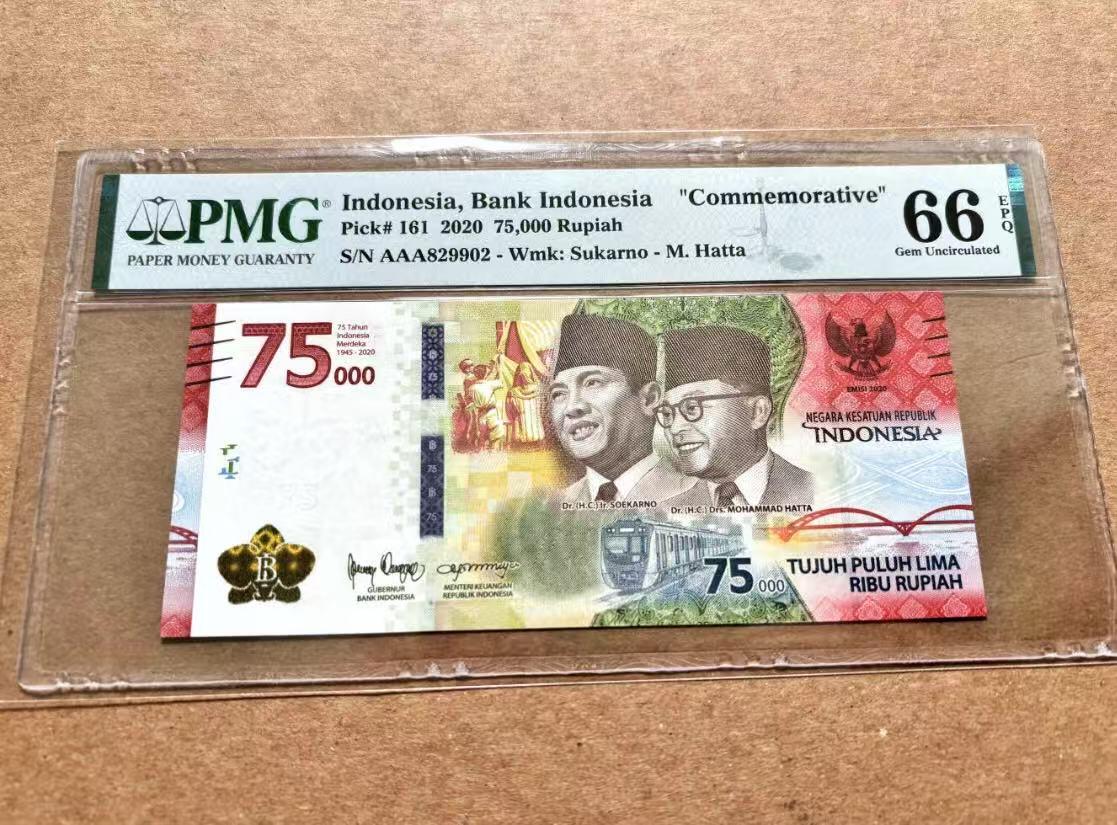 PMG®
PAPER MONEY GUARANTY
Indonesia, Bank Indonesia "Commemorative"
Pick# 161 2020 75,000 Rupiah
S/N AAA829902 - Wmk: Sukarno - M. Hatta
66
EPQ
Gem Uncirculated
75000
75 Tahun
Indonesia
Merdeka
1945 - 2020
EMISI 2020
NEGARA KESATUAN REPUBLIK
INDONESIA
75
75
Dr. (H.C.) Ir. SOEKARNO
Dr. (H.C.) Drs. MOHAMMAD HATTA
B
GUBERNUR
BANK INDONESIA
MENTERI KEUANGAN
REPUBLIK INDONESIA
75000
TUJUH PULUH LIMA
RIBU RUPIAH